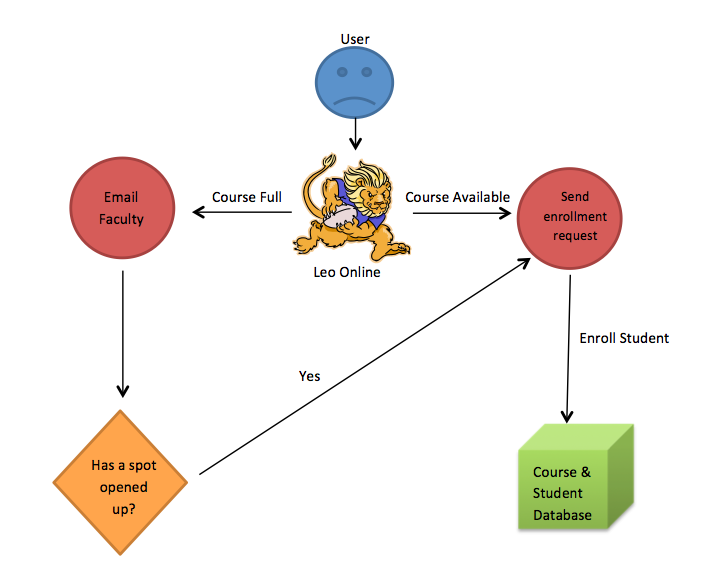 User
Email
Faculty
Course Full
Course Available
Send
enrollment
request
Leo Online
Enroll Student
Yes
Has a spot
opened
up?
Course &
Student
Database